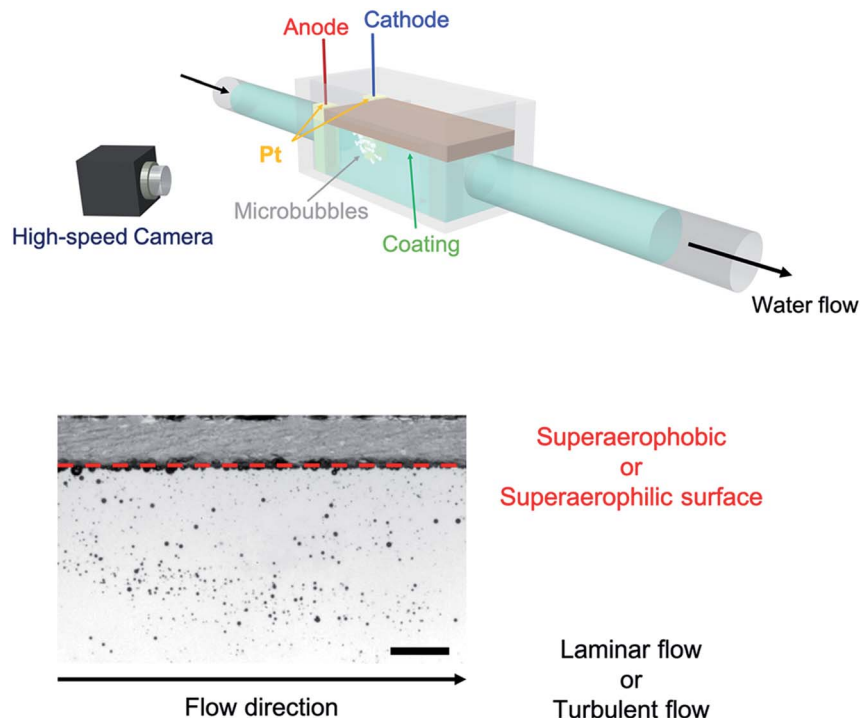 Anode
Cathode
Pt
Microbubbles
High-speed Camera
Coating
Water flow
Superaerophobic
or
Superaerophilic surface
Laminar flow
or
Turbulent flow
Flow direction